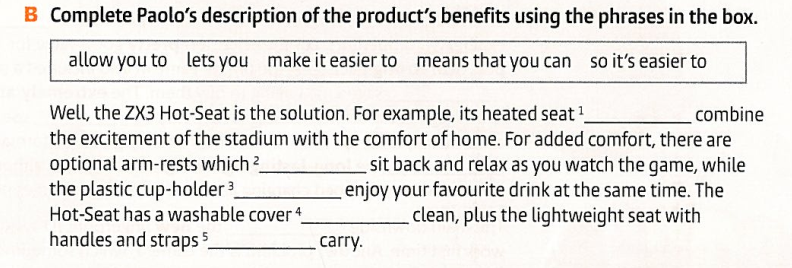 B Complete Paolo's description of the product's benefits using the phrases in the box.
allow you to lets you make it easier to means that you can so it's easier to
Well, the ZX3 Hot-Seat is the solution. For example, its heated seat 1__________ combine
the excitement of the stadium with the comfort of home. For added comfort, there are
optional arm-rests which 2__________ sit back and relax as you watch the game, while
the plastic cup-holder 3__________ enjoy your favourite drink at the same time. The
Hot-Seat has a washable cover 4__________ clean, plus the lightweight seat with
handles and straps 5__________ carry.